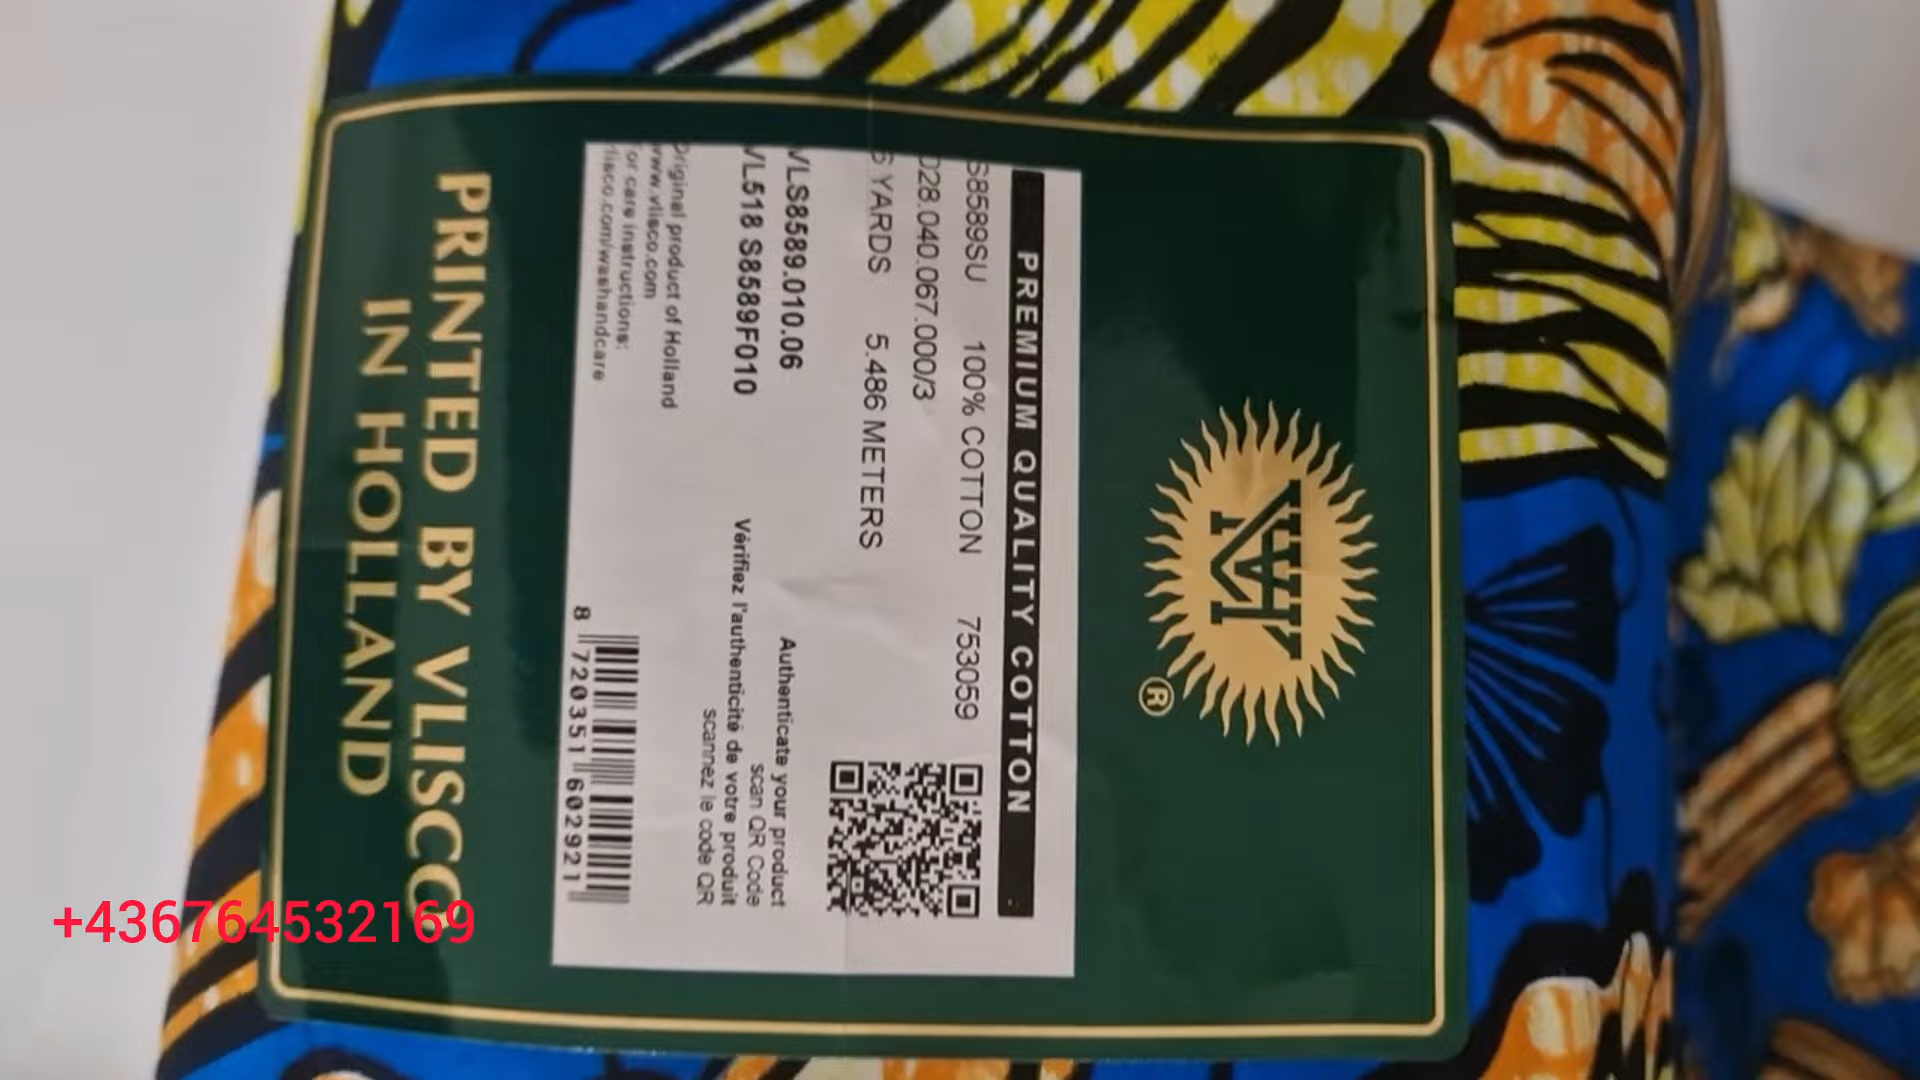 VH
®
PREMIUM QUALITY COTTON
S8589SU 100% COTTON 753059
028.040.067.000/3
6 YARDS 5.486 METERS
VLS8589.010.06
VL518 S8589F010
Authenticate your product
scan QR Code
Vérifiez l'authenticité de votre produit
scannez le code QR
Original product of Holland
www.vlisco.com
for care instructions:
vlisco.com/washandcare
8 720351 602921
PRINTED BY VLISCO
IN HOLLAND
+436764532169